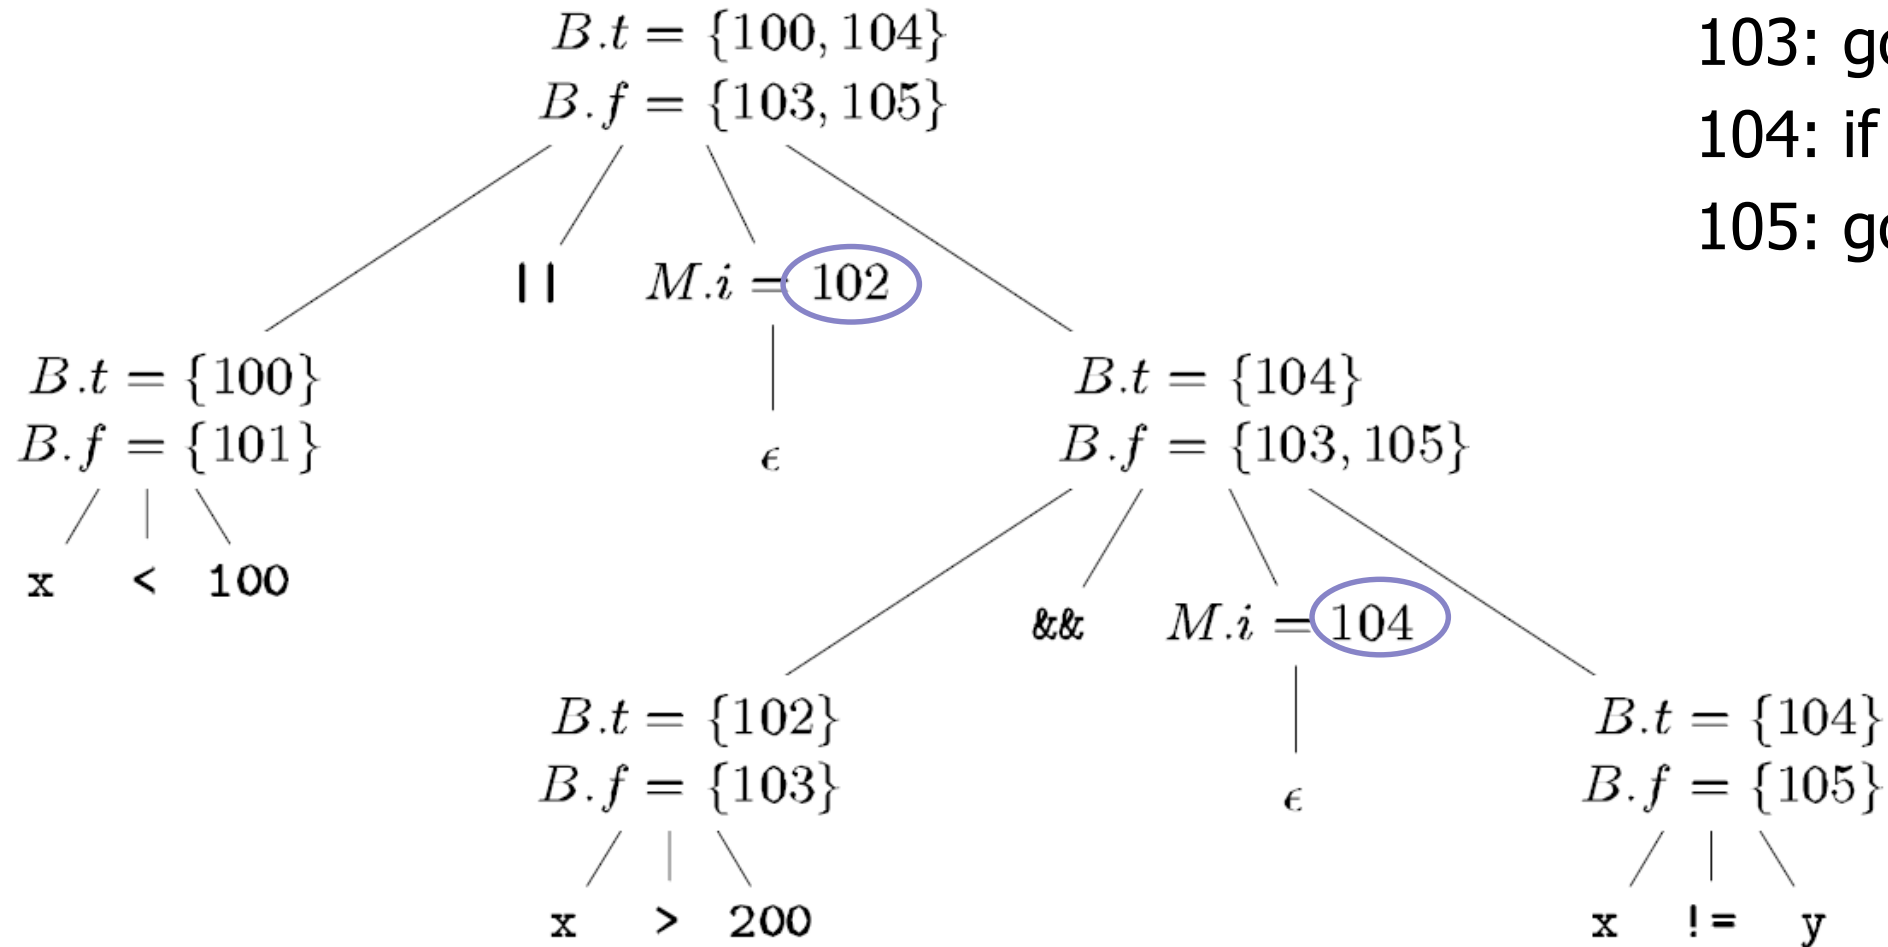 B.t = {100, 104}
B.f = {103, 105}
103:
104: if
105:
|| M.i = 102
B.t = {100}
B.f = {101}
ϵ
B.t = {104}
B.f = {103, 105}
x < 100
&& M.i = 104
B.t = {102}
B.f = {103}
ϵ
B.t = {104}
B.f = {105}
x > 200
x != y